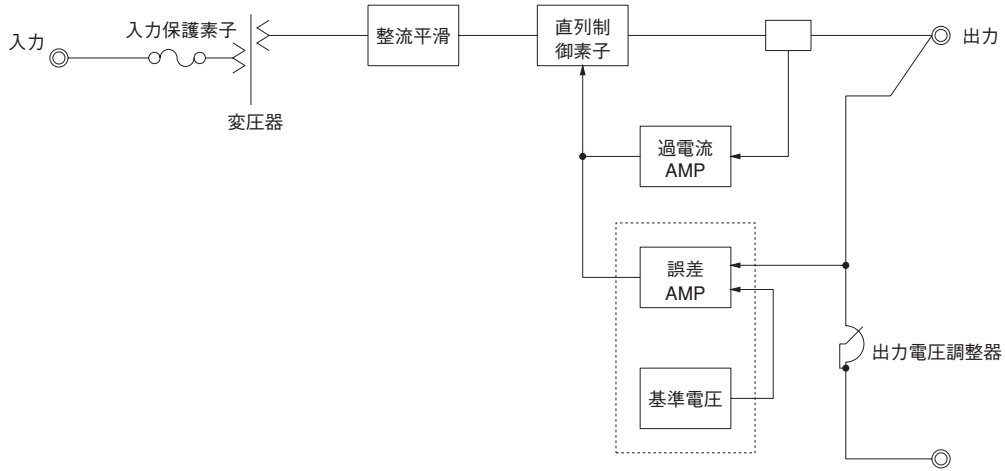 入力
入力保護素子
変圧器
整流平滑
直列制
御素子
出力
過電流
AMP
誤差
AMP
基準電圧
出力電圧調整器